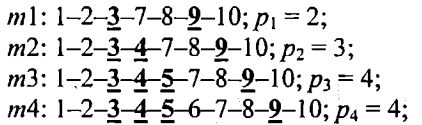 m1: 1–2–3–7–8–9–10; p₁ = 2;
m2: 1–2–3–4–7–8–9–10; p₂ = 3;
m3: 1–2–3–4–5–7–8–9–10; p₃ = 4;
m4: 1–2–3–4–5–6–7–8–9–10; p₄ = 4;